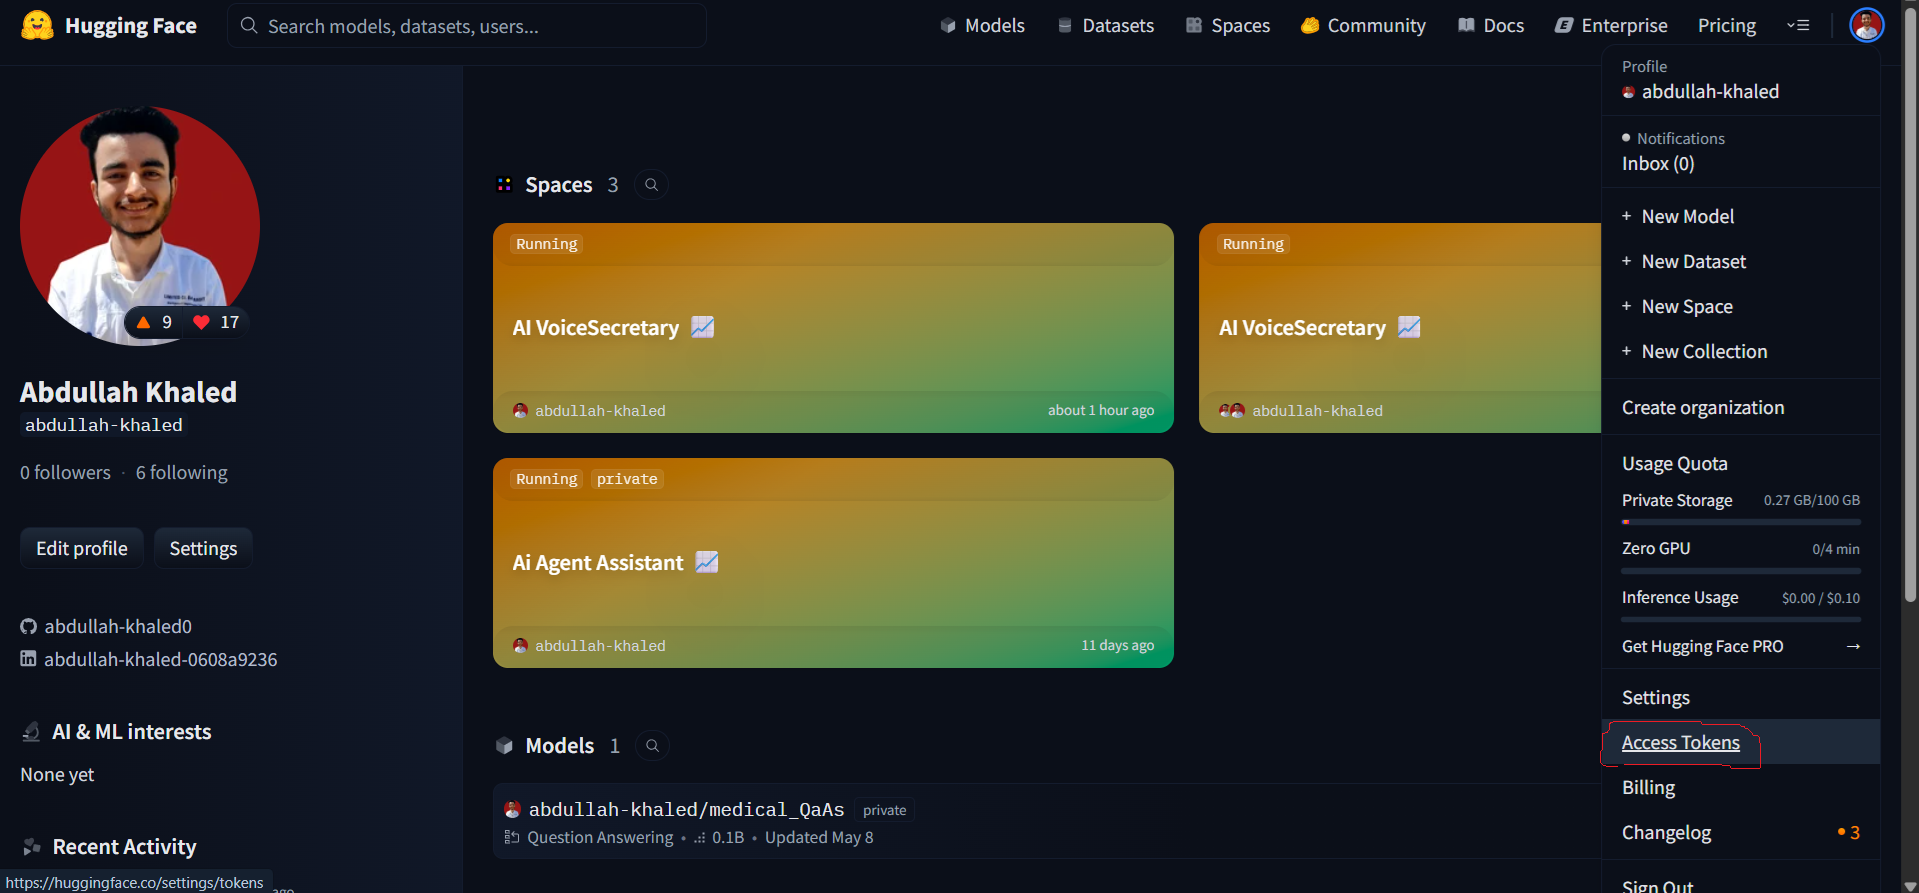 Hugging Face
Search models, datasets, users...
Models
Datasets
Spaces
Community
Docs
Enterprise
Pricing
9
17
Abdullah Khaled
abdullah-khaled
0 followers · 6 following
Edit profile
Settings
abdullah-khaled0
abdullah-khaled-0608a9236
AI & ML interests
None yet
Recent Activity
https://huggingface.co/settings/tokens
ago
Spaces 3
Running
AI VoiceSecretary
abdullah-khaled
about 1 hour ago
Running
AI VoiceSecretary
abdullah-khaled
Running private
Ai Agent Assistant
abdullah-khaled
11 days ago
Models 1
abdullah-khaled/medical_QaAs private
Question Answering • 0.1B • Updated May 8
Profile
abdullah-khaled
Notifications
Inbox (0)
+ New Model
+ New Dataset
+ New Space
+ New Collection
Create organization
Usage Quota
Private Storage 0.27 GB/100 GB
Zero GPU 0/4 min
Inference Usage $0.00 / $0.10
Get Hugging Face PRO →
Settings
Access Tokens
Billing
Changelog • 3
Sign Out